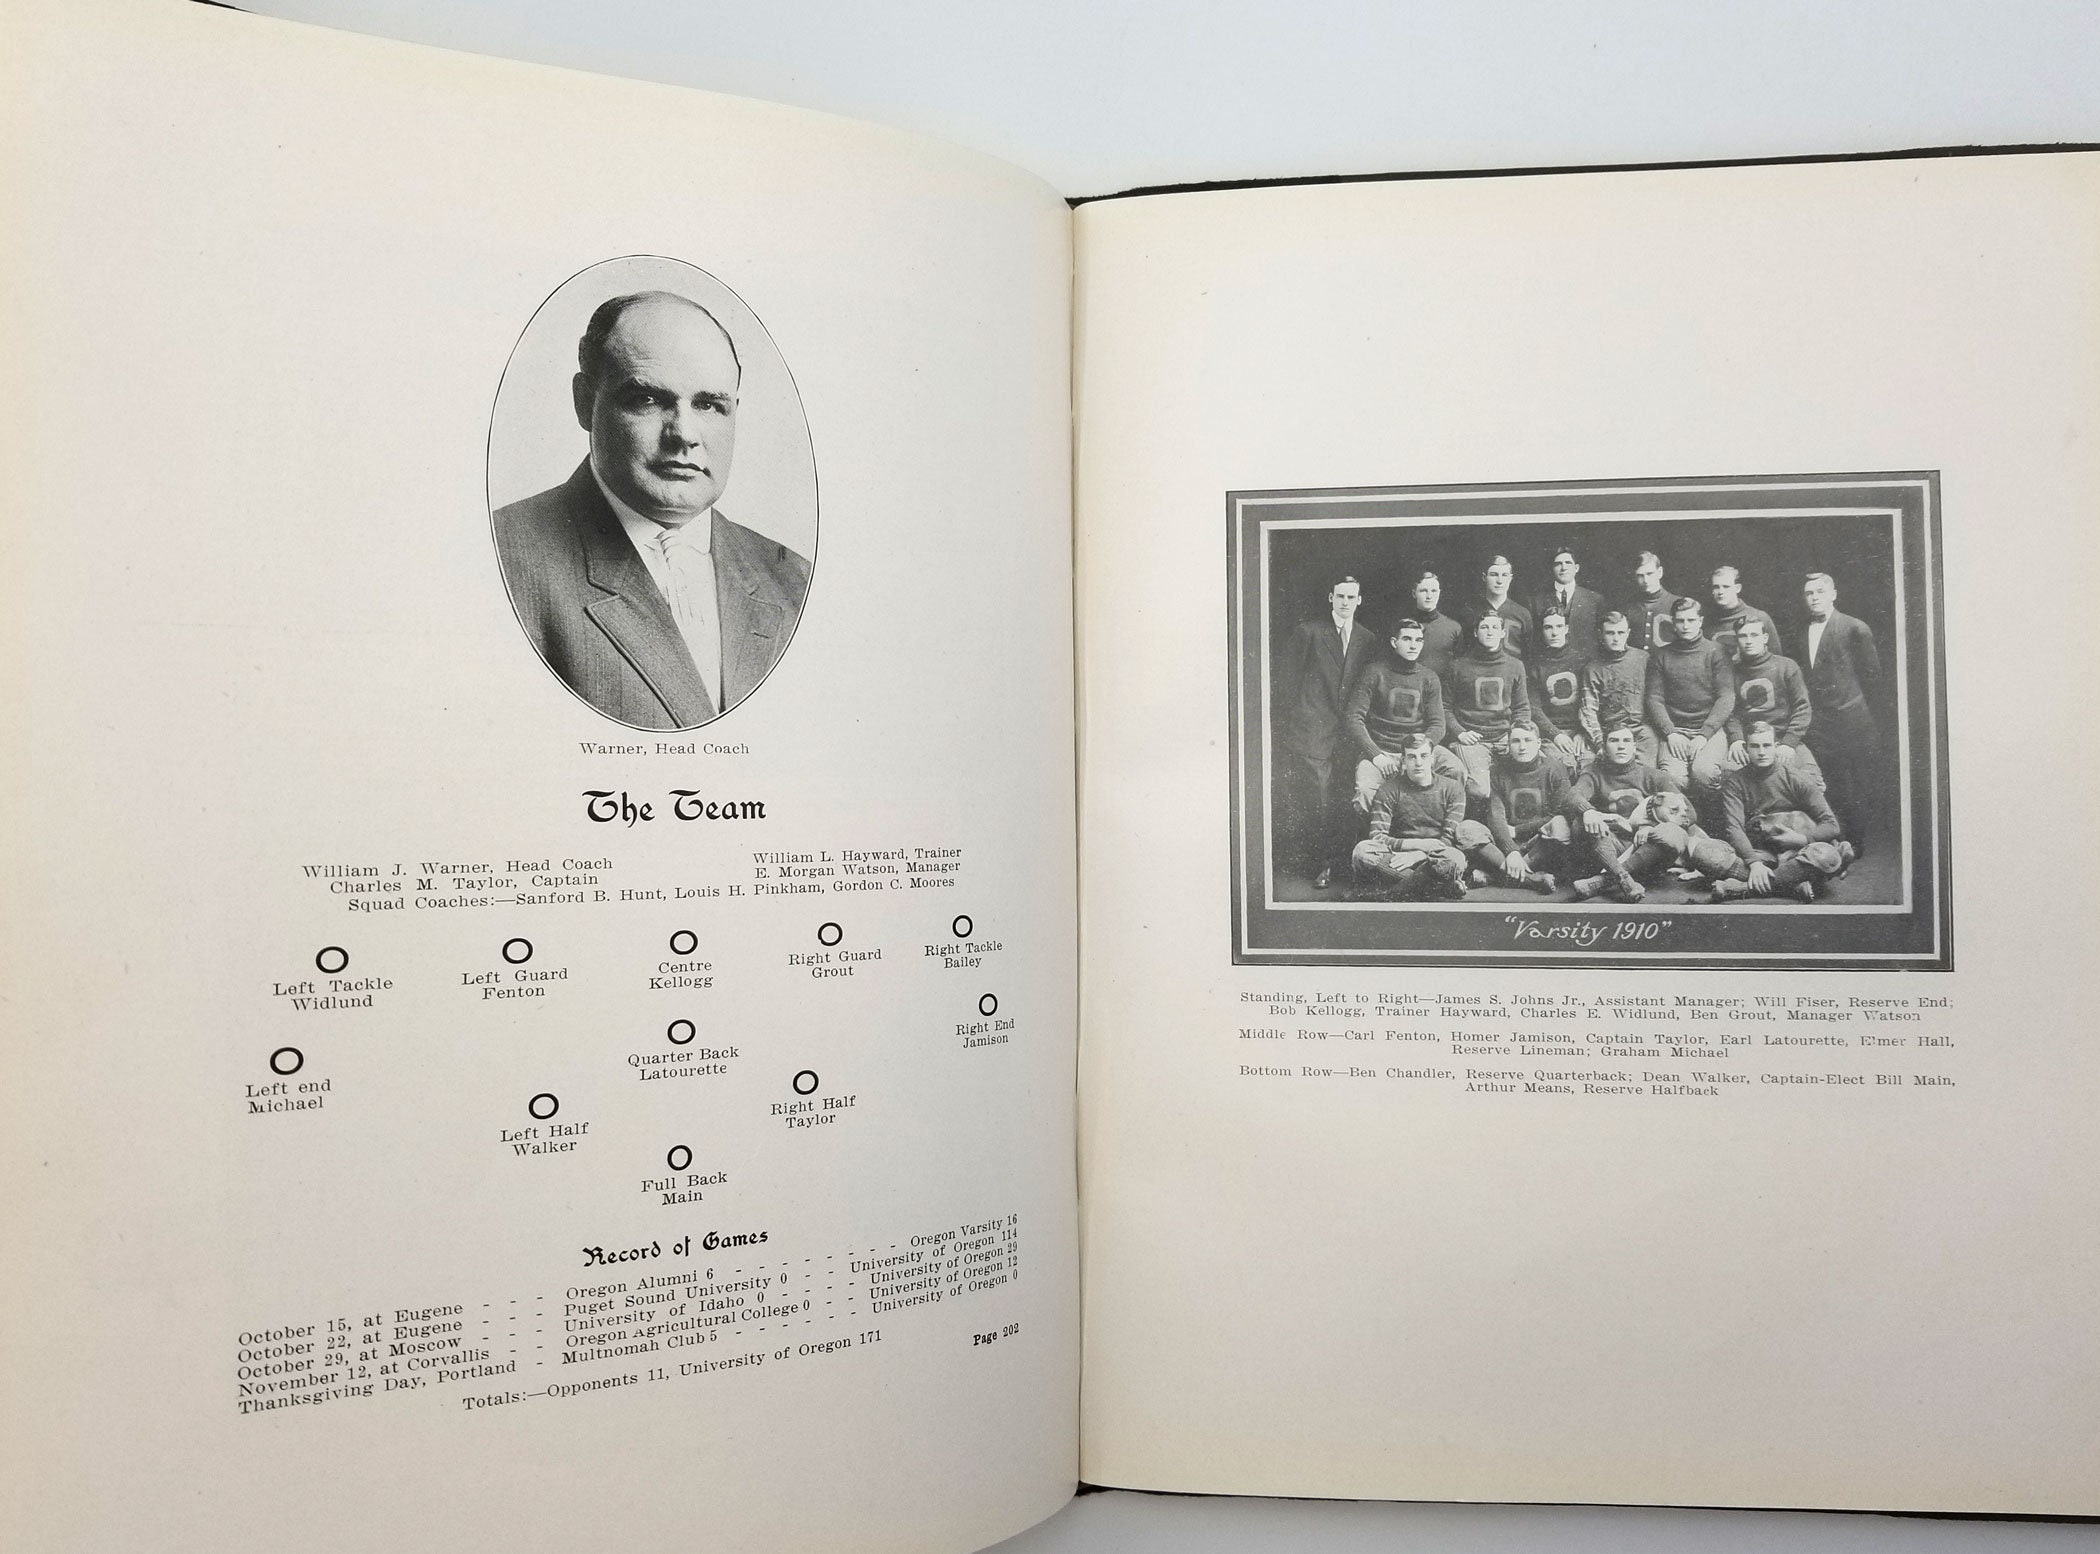 Warner, Head Coach
The Team
William J. Warner, Head Coach
Charles M. Taylor, Captain
William L. Hayward, Trainer
E. Morgan Watson, Manager
Squad Coaches:—Sanford B. Hunt, Louis H. Pinkham, Gordon C. Moores
Left Tackle
Widlund
Left Guard
Fenton
Centre
Kellogg
Right Guard
Grout
Right Tackle
Bailey
Left end
Michael
Quarter Back
Latourette
Right End
Jamison
Left Half
Walker
Right Half
Taylor
Full Back
Main
Record of Games
October 15, at Eugene - - - Oregon Alumni 6 - - - - - - - Oregon Varsity 16
October 22, at Eugene - - - Puget Sound University 0 - - University of Oregon 114
October 29, at Moscow - - - University of Idaho 0 - - - - University of Oregon 29
November 12, at Corvallis - - Oregon Agricultural College 0 - - University of Oregon 12
Thanksgiving Day, Portland - Multnomah Club 5 - - - - - - University of Oregon 0
Totals:—Opponents 11, University of Oregon 171
Page 202
"Varsity 1910"
Standing, Left to Right—James S. Johns Jr., Assistant Manager; Will Fiser, Reserve End;
Bob Kellogg, Trainer Hayward, Charles E. Widlund, Ben Grout, Manager Watson
Middle Row—Carl Fenton, Homer Jamison, Captain Taylor, Earl Latourette, Elmer Hall,
Reserve Lineman; Graham Michael
Bottom Row—Ben Chandler, Reserve Quarterback; Dean Walker, Captain-Elect Bill Main,
Arthur Means, Reserve Halfback